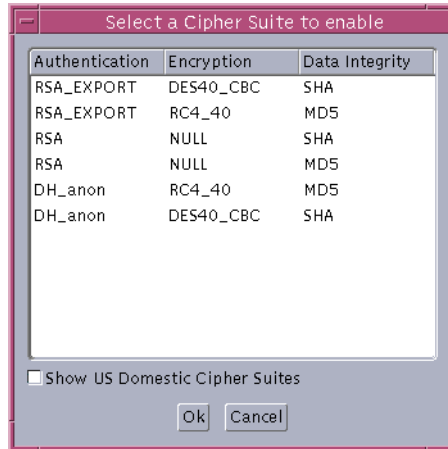 Select a Cipher Suite to enable
Authentication Encryption Data Integrity
RSA_EXPORT DES40_CBC SHA
RSA_EXPORT RC4_40 MD5
RSA NULL SHA
RSA NULL MD5
DH_anon RC4_40 MD5
DH_anon DES40_CBC SHA
Show US Domestic Cipher Suites
Ok Cancel